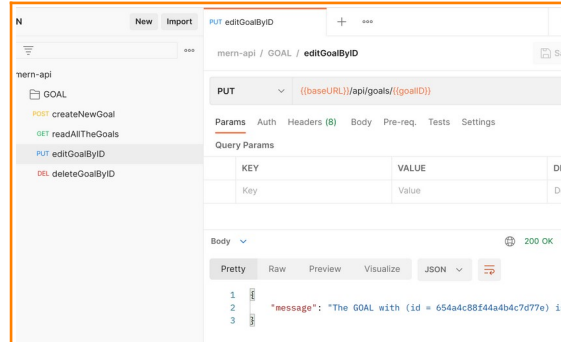 N New Import
PUT editGoalByID + ooo
ooo
mern-api / GOAL / editGoalByID
mern-api
GOAL
POST createNewGoal
GET readAllTheGoals
PUT editGoalByID
DEL deleteGoalByID
PUT {{baseURL}}/api/goals/{{goalID}}
Params Auth Headers (8) Body Pre-req. Tests Settings
Query Params
KEY VALUE
Key Value
Body 200 OK
Pretty Raw Preview Visualize JSON
1 {
2 "message": "The GOAL with (id = 654a4c88f44a4b4c7d77e)
3 }